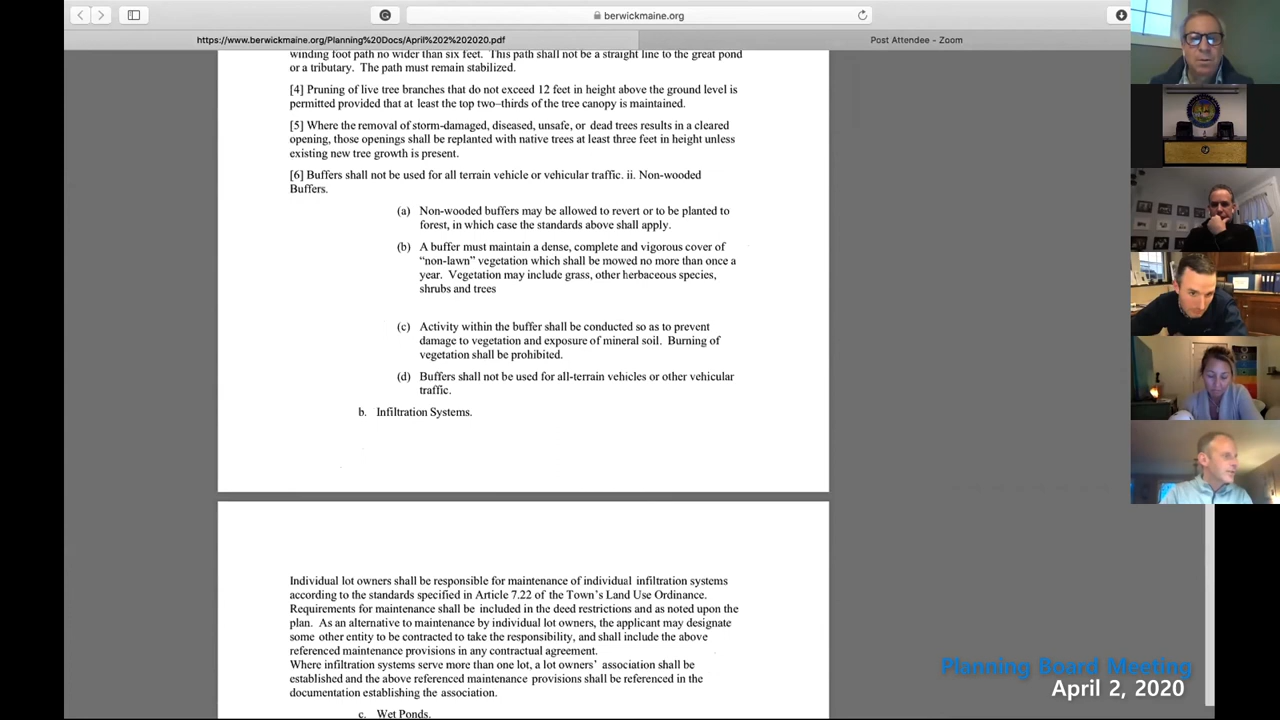 berwickmaine.org
https://www.berwickmaine.org/Planning%20Docs/April%202%202020.pdf
Post Attendee - Zoom
winding foot path no wider than six feet. This path shall not be a straight line to the great pond
or a tributary. The path must remain stabilized.
[4] Pruning of live tree branches that do not exceed 12 feet in height above the ground level is
permitted provided that at least the top two–thirds of the tree canopy is maintained.
[5] Where the removal of storm-damaged, diseased, unsafe, or dead trees results in a cleared
opening, those openings shall be replanted with native trees at least three feet in height unless
existing new tree growth is present.
[6] Buffers shall not be used for all terrain vehicle or vehicular traffic. ii. Non-wooded
Buffers.
(a) Non-wooded buffers may be allowed to revert or to be planted to
forest, in which case the standards above shall apply.
(b) A buffer must maintain a dense, complete and vigorous cover of
“non-lawn” vegetation which shall be mowed no more than once a
year. Vegetation may include grass, other herbaceous species,
shrubs and trees
(c) Activity within the buffer shall be conducted so as to prevent
damage to vegetation and exposure of mineral soil. Burning of
vegetation shall be prohibited.
(d) Buffers shall not be used for all-terrain vehicles or other vehicular
traffic.
b. Infiltration Systems.
Individual lot owners shall be responsible for maintenance of individual infiltration systems
according to the standards specified in Article 7.22 of the Town’s Land Use Ordinance.
Requirements for maintenance shall be included in the deed restrictions and as noted upon the
plan. As an alternative to maintenance by individual lot owners, the applicant may designate
some other entity to be contracted to take the responsibility, and shall include the above
referenced maintenance provisions in any contractual agreement.
Where infiltration systems serve more than one lot, a lot owners’ association shall be
established and the above referenced maintenance provisions shall be referenced in the
documentation establishing the association.
c. Wet Ponds.
Planning Board Meeting
April 2, 2020